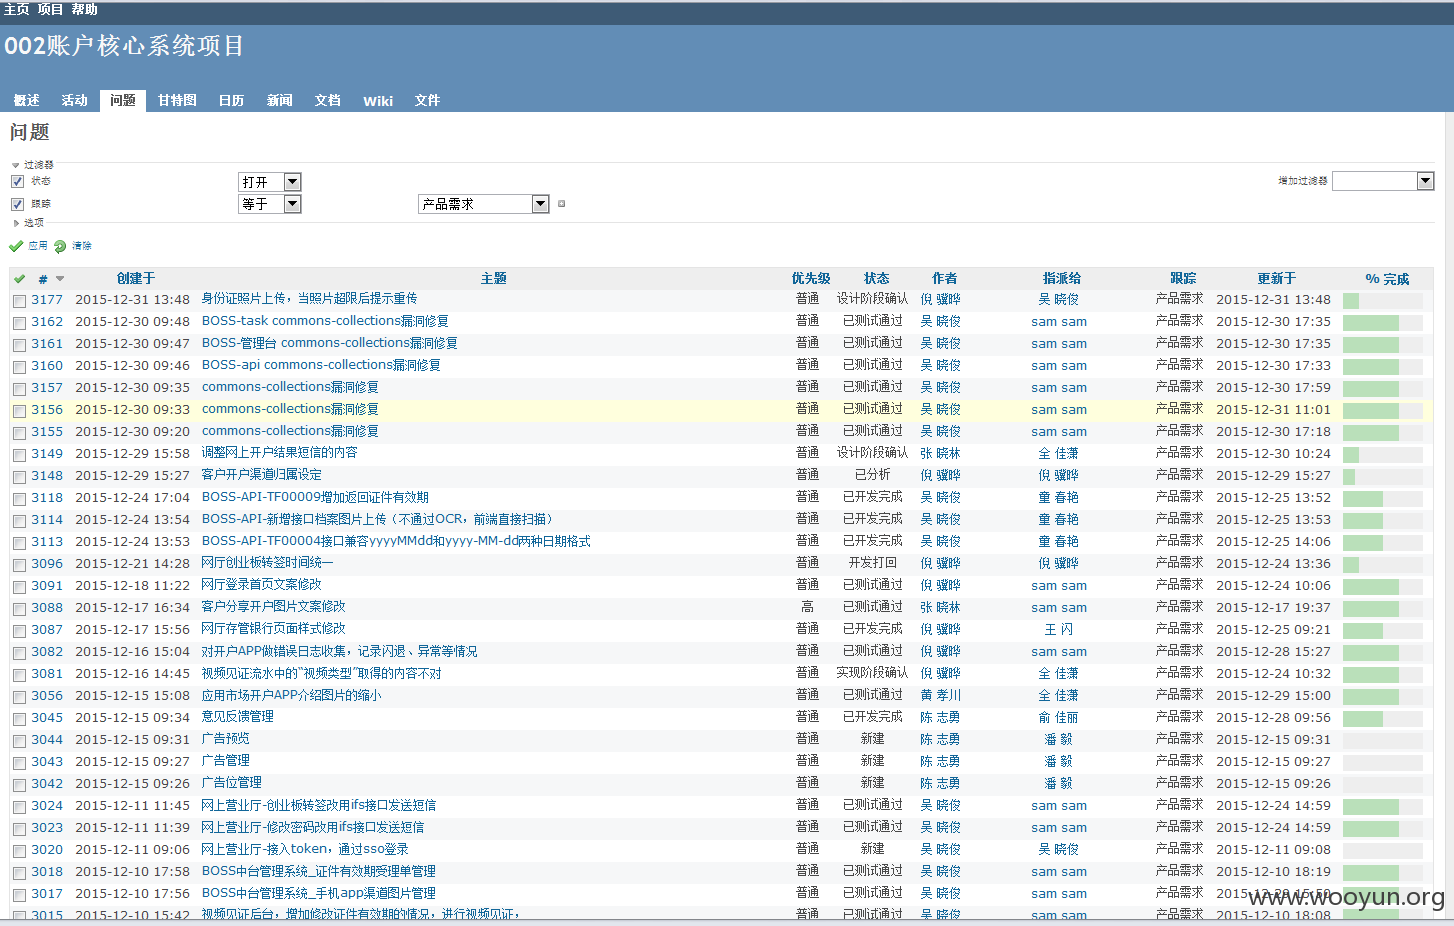 主页 项目 帮助
002账户核心系统项目
概述 活动 问题 甘特图 日历 新闻 文档 Wiki 文件
问题
过滤器
状态 打开 增加过滤器
跟踪 等于 产品需求
选项
应用 清除
# 创建于 主题 优先级 状态 作者 指派给 跟踪 更新于 % 完成
3177 2015-12-31 13:48 身份证照片上传，当照片超限后提示重传 普通 设计阶段确认 倪 骥晔 吴 晓俊 产品需求 2015-12-31 13:48
3162 2015-12-30 09:48 BOSS-task commons-collections漏洞修复 普通 已测试通过 吴 晓俊 sam sam 产品需求 2015-12-30 17:35
3161 2015-12-30 09:47 BOSS-管理台 commons-collections漏洞修复 普通 已测试通过 吴 晓俊 sam sam 产品需求 2015-12-30 17:35
3160 2015-12-30 09:46 BOSS-api commons-collections漏洞修复 普通 已测试通过 吴 晓俊 sam sam 产品需求 2015-12-30 17:33
3157 2015-12-30 09:35 commons-collections漏洞修复 普通 已测试通过 吴 晓俊 sam sam 产品需求 2015-12-30 17:59
3156 2015-12-30 09:33 commons-collections漏洞修复 普通 已测试通过 吴 晓俊 sam sam 产品需求 2015-12-31 11:01
3155 2015-12-30 09:20 commons-collections漏洞修复 普通 已测试通过 吴 晓俊 sam sam 产品需求 2015-12-30 17:18
3149 2015-12-29 15:58 调整网上开户结果短信的内容 普通 设计阶段确认 张 晓林 全 佳潇 产品需求 2015-12-30 10:24
3148 2015-12-29 15:27 客户开户渠道归属设定 普通 已分析 倪 骥晔 倪 骥晔 产品需求 2015-12-29 15:27
3118 2015-12-24 17:04 BOSS-API-TF00009增加返回证件有效期 普通 已开发完成 吴 晓俊 童 春艳 产品需求 2015-12-25 13:52
3114 2015-12-24 13:54 BOSS-API-新增接口档案图片上传（不通过OCR，前端直接扫描） 普通 已开发完成 吴 晓俊 童 春艳 产品需求 2015-12-25 13:53
3113 2015-12-24 13:53 BOSS-API-TF00004接口兼容yyyyMMdd和yyyy-MM-dd两种日期格式 普通 已开发完成 吴 晓俊 童 春艳 产品需求 2015-12-25 14:06
3096 2015-12-21 14:28 网厅创业板转签时间统一 普通 开发打回 倪 骥晔 倪 骥晔 产品需求 2015-12-24 13:36
3091 2015-12-18 11:22 网厅登录首页文案修改 普通 已测试通过 倪 骥晔 sam sam 产品需求 2015-12-24 10:06
3088 2015-12-17 16:34 客户分享开户图片文案修改 高 已测试通过 张 晓林 sam sam 产品需求 2015-12-17 19:37
3087 2015-12-17 15:56 网厅存管银行页面样式修改 普通 已开发完成 倪 骥晔 王 闪 产品需求 2015-12-25 09:21
3082 2015-12-16 15:04 对开户APP做错误日志收集，记录闪退、异常等情况 普通 已测试通过 倪 骥晔 sam sam 产品需求 2015-12-28 15:27
3081 2015-12-16 14:45 视频见证流水中的“视频类型”取得的内容不对 普通 实现阶段确认 倪 骥晔 全 佳潇 产品需求 2015-12-24 10:32
3056 2015-12-15 15:08 应用市场开户APP介绍图片的缩小 普通 已测试通过 黄 孝川 全 佳潇 产品需求 2015-12-29 15:00
3045 2015-12-15 09:34 意见反馈管理 普通 已开发完成 陈 志勇 俞 佳丽 产品需求 2015-12-28 09:56
3044 2015-12-15 09:31 广告预览 普通 新建 陈 志勇 潘 毅 产品需求 2015-12-15 09:31
3043 2015-12-15 09:27 广告管理 普通 新建 陈 志勇 潘 毅 产品需求 2015-12-15 09:27
3042 2015-12-15 09:26 广告位管理 普通 新建 陈 志勇 潘 毅 产品需求 2015-12-15 09:26
3024 2015-12-11 11:45 网上营业厅-创业板转签改用ifs接口发送短信 普通 已测试通过 吴 晓俊 sam sam 产品需求 2015-12-24 14:59
3023 2015-12-11 11:39 网上营业厅-修改密码改用ifs接口发送短信 普通 已测试通过 吴 晓俊 sam sam 产品需求 2015-12-24 14:59
3020 2015-12-11 09:06 网上营业厅-接入token，通过sso登录 普通 新建 吴 晓俊 吴 晓俊 产品需求 2015-12-11 09:08
3018 2015-12-10 17:58 BOSS中台管理系统_证件有效期受理单管理 普通 已测试通过 吴 晓俊 sam sam 产品需求 2015-12-10 18:19
3017 2015-12-10 17:56 BOSS中台管理系统_手机app渠道图片管理 普通 已测试通过 吴 晓俊 sam sam 产品需求 2015-12-28 15:50
3015 2015-12-10 15:42 视频见证后台，增加修改证件有效期的情况，进行视频见证， 普通 已测试通过 吴 晓俊 sam sam 产品需求 2015-12-10 18:08
www.wooyun.org